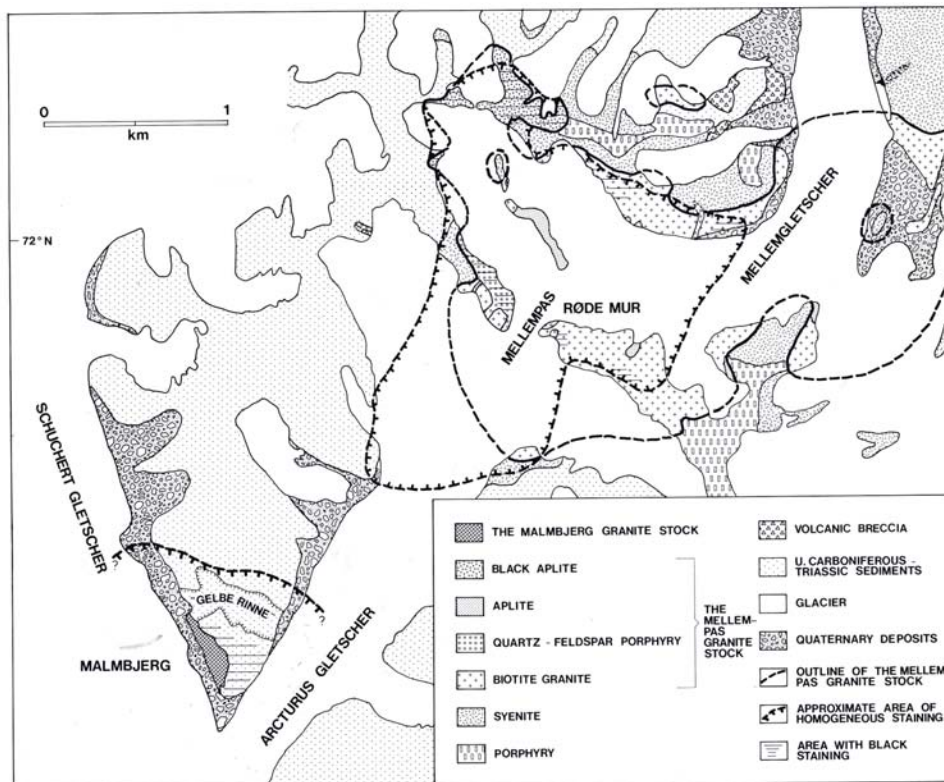 0
1
km
72°N
MELLEMGLETSCHER
MELLEMPAS
RØDE MUR
SCHUCHERT GLETSCHER
?
GELBE RINNE
?
MALMBJERG
ARCTURUS GLETSCHER
THE MALMBJERG GRANITE STOCK
BLACK APLITE
APLITE
QUARTZ - FELDSPAR PORPHYRY
BIOTITE GRANITE
SYENITE
PORPHYRY
THE
MELLEM-
PAS
GRANITE
STOCK
VOLCANIC BRECCIA
U. CARBONIFEROUS -
TRIASSIC SEDIMENTS
GLACIER
QUATERNARY DEPOSITS
OUTLINE OF THE MELLEM
PAS GRANITE STOCK
APPROXIMATE AREA OF
HOMOGENEOUS STAINING
AREA WITH BLACK
STAINING